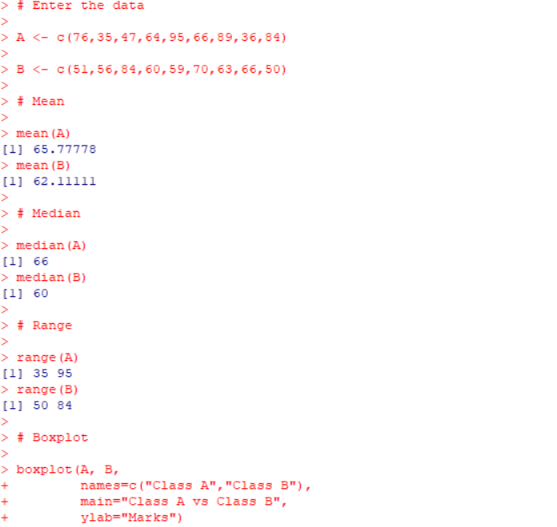 > # Enter the data
>
> A <- c(76,35,47,64,95,66,89,36,84)
>
> B <- c(51,56,84,60,59,70,63,66,50)
>
> # Mean
>
> mean(A)
[1] 65.77778
> mean(B)
[1] 62.11111
>
> # Median
>
> median(A)
[1] 66
> median(B)
[1] 60
>
> # Range
>
> range(A)
[1] 35 95
> range(B)
[1] 50 84
>
> # Boxplot
>
> boxplot(A, B,
+         names=c("Class A","Class B"),
+         main="Class A vs Class B",
+         ylab="Marks")